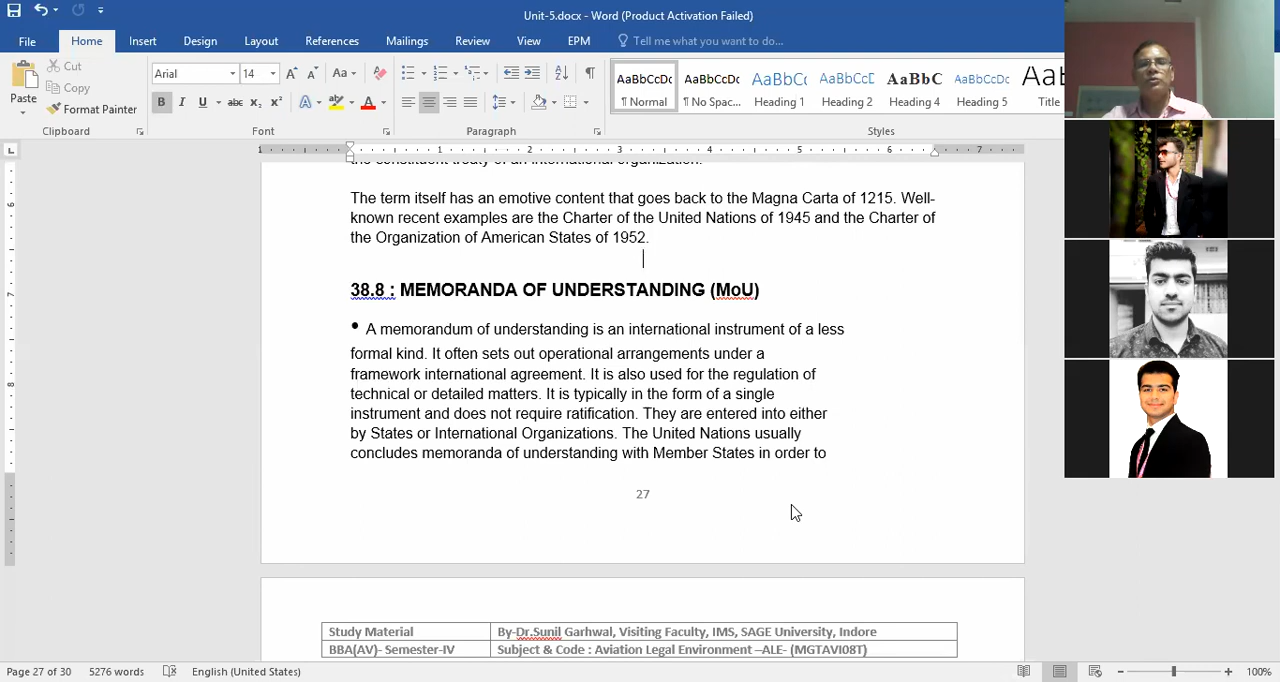 Unit-5.docx - Word (Product Activation Failed)
File Home Insert Design Layout References Mailings Review View EPM Tell me what you want to do...
Paste
Cut
Copy
Format Painter
Arial 14
Clipboard Font Paragraph Styles
AaBbCcDc AaBbCcDc AaBbCc AaBbCcD AaBbC AaBbCcDc AaB
¶ Normal ¶ No Spac... Heading 1 Heading 2 Heading 4 Heading 5 Title
the constituent treaty of an international organization.
The term itself has an emotive content that goes back to the Magna Carta of 1215. Well-
known recent examples are the Charter of the United Nations of 1945 and the Charter of
the Organization of American States of 1952.
38.8 : MEMORANDA OF UNDERSTANDING (MoU)
• A memorandum of understanding is an international instrument of a less
formal kind. It often sets out operational arrangements under a
framework international agreement. It is also used for the regulation of
technical or detailed matters. It is typically in the form of a single
instrument and does not require ratification. They are entered into either
by States or International Organizations. The United Nations usually
concludes memoranda of understanding with Member States in order to
27
Study Material By-Dr.Sunil Garhwal, Visiting Faculty, IMS, SAGE University, Indore
BBA(AV)- Semester-IV Subject & Code : Aviation Legal Environment –ALE- (MGTAVI08T)
Page 27 of 30 5276 words English (United States) 100%